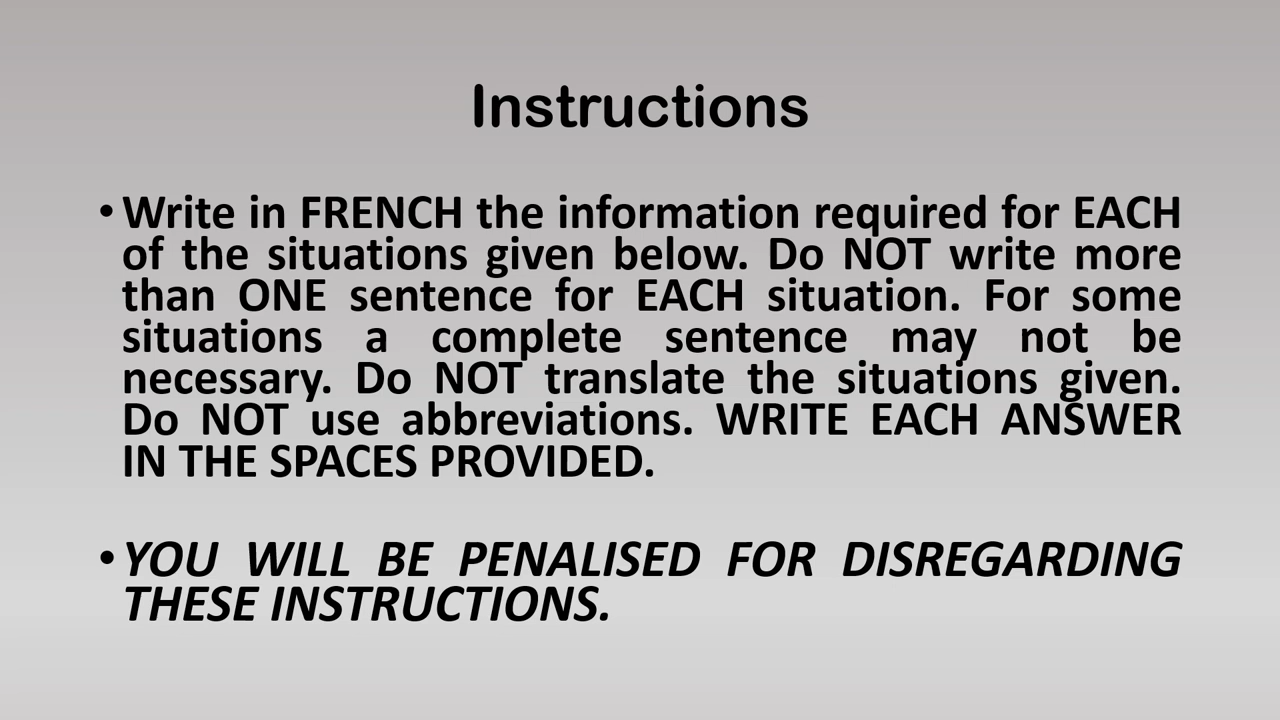 Instructions
• Write in FRENCH the information required for EACH
of the situations given below. Do NOT write more
than ONE sentence for EACH situation. For some
situations a complete sentence may not be
necessary. Do NOT translate the situations given.
Do NOT use abbreviations. WRITE EACH ANSWER
IN THE SPACES PROVIDED.
• YOU WILL BE PENALISED FOR DISREGARDING
THESE INSTRUCTIONS.